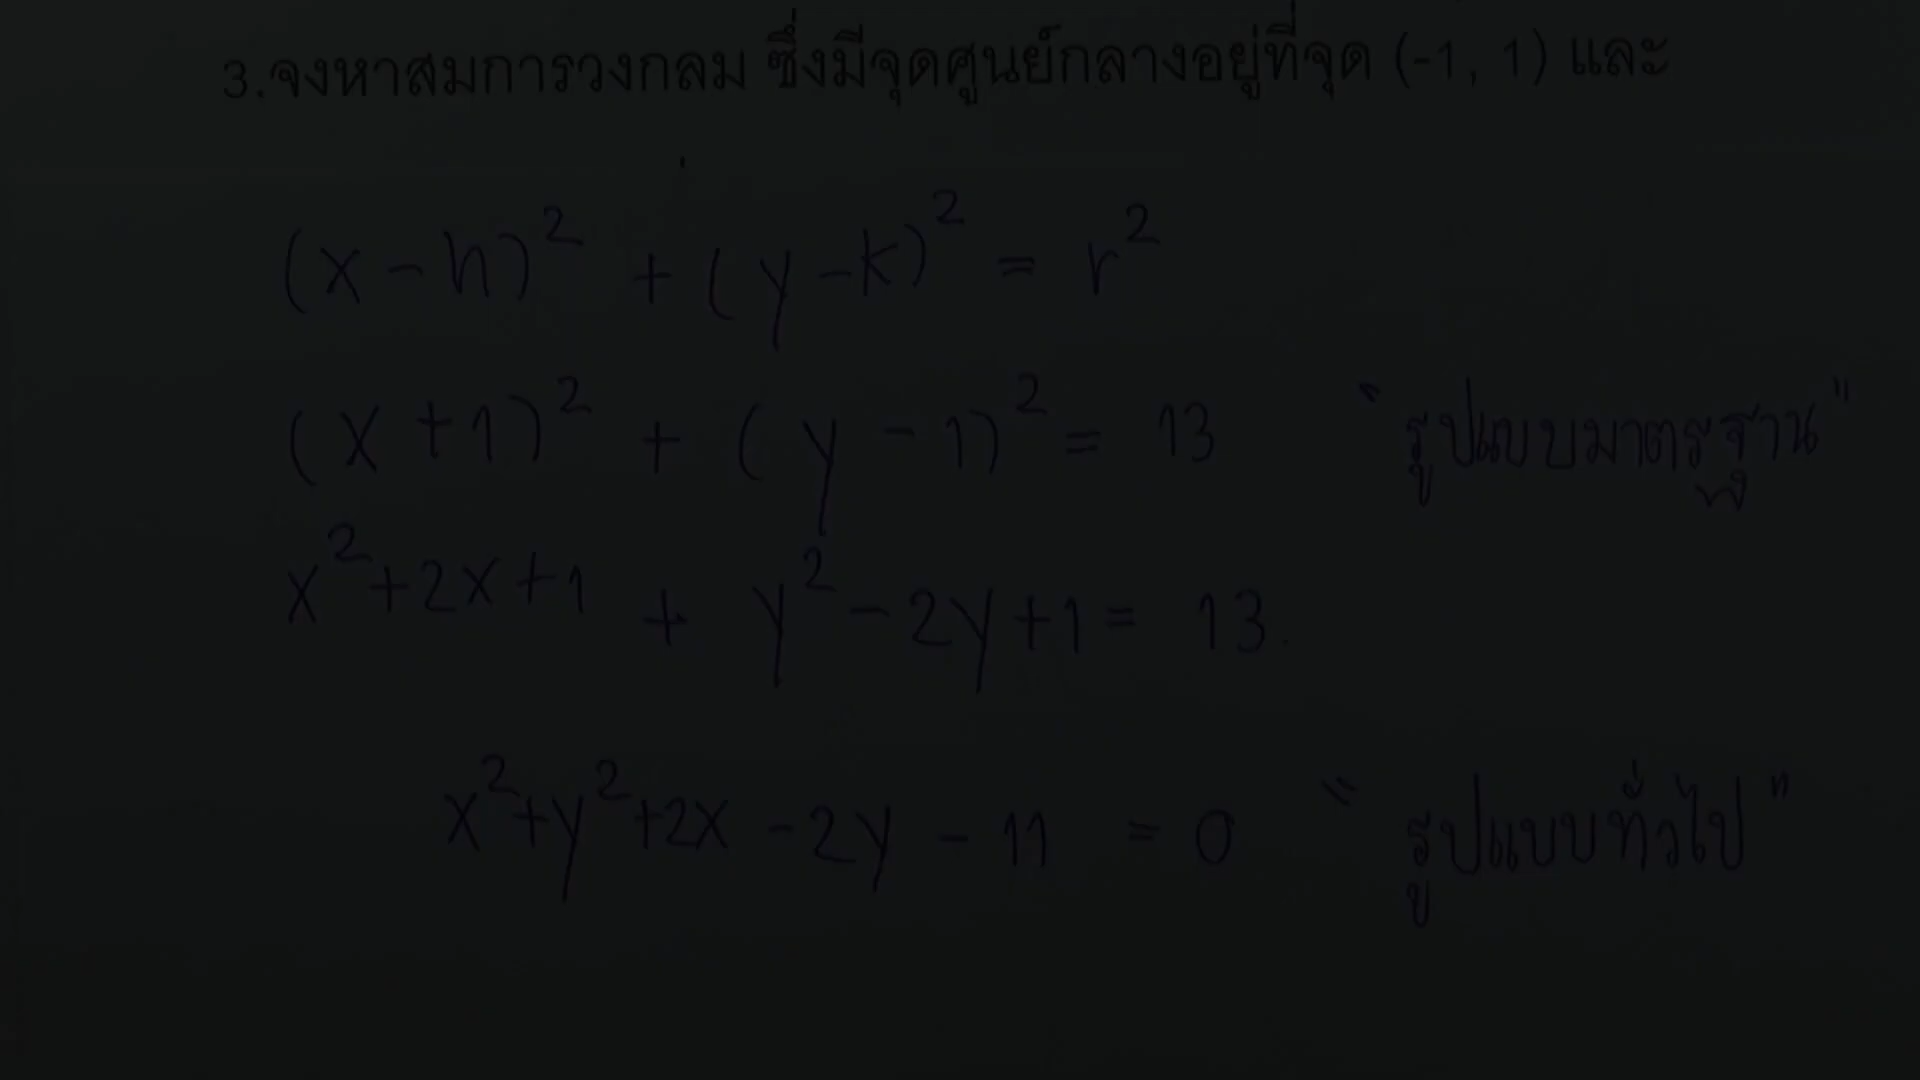 3.จงหาสมการวงกลม ซึ่งมีจุดศูนย์กลางอยู่ที่จุด (-1, 1) และ
(x-h)² + (y-k)² = r²
(x+1)² + (y-1)² = 13 "รูปแบบมาตรฐาน"
x²+2x+1 + y²-2y+1 = 13
x²+y²+2x-2y-11 = 0 "รูปแบบทั่วไป"